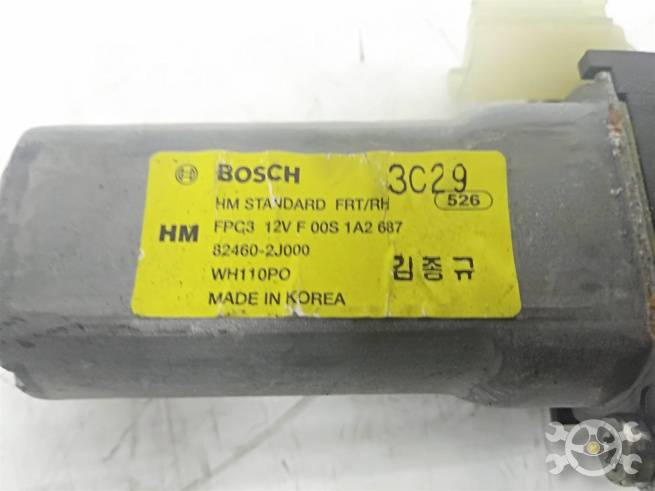 BOSCH 3C29
HM STANDARD FRT/RH 526
HM FPG3 12V F 00S 1A2 687
82460-2J000
WH110PO 김종규
MADE IN KOREA